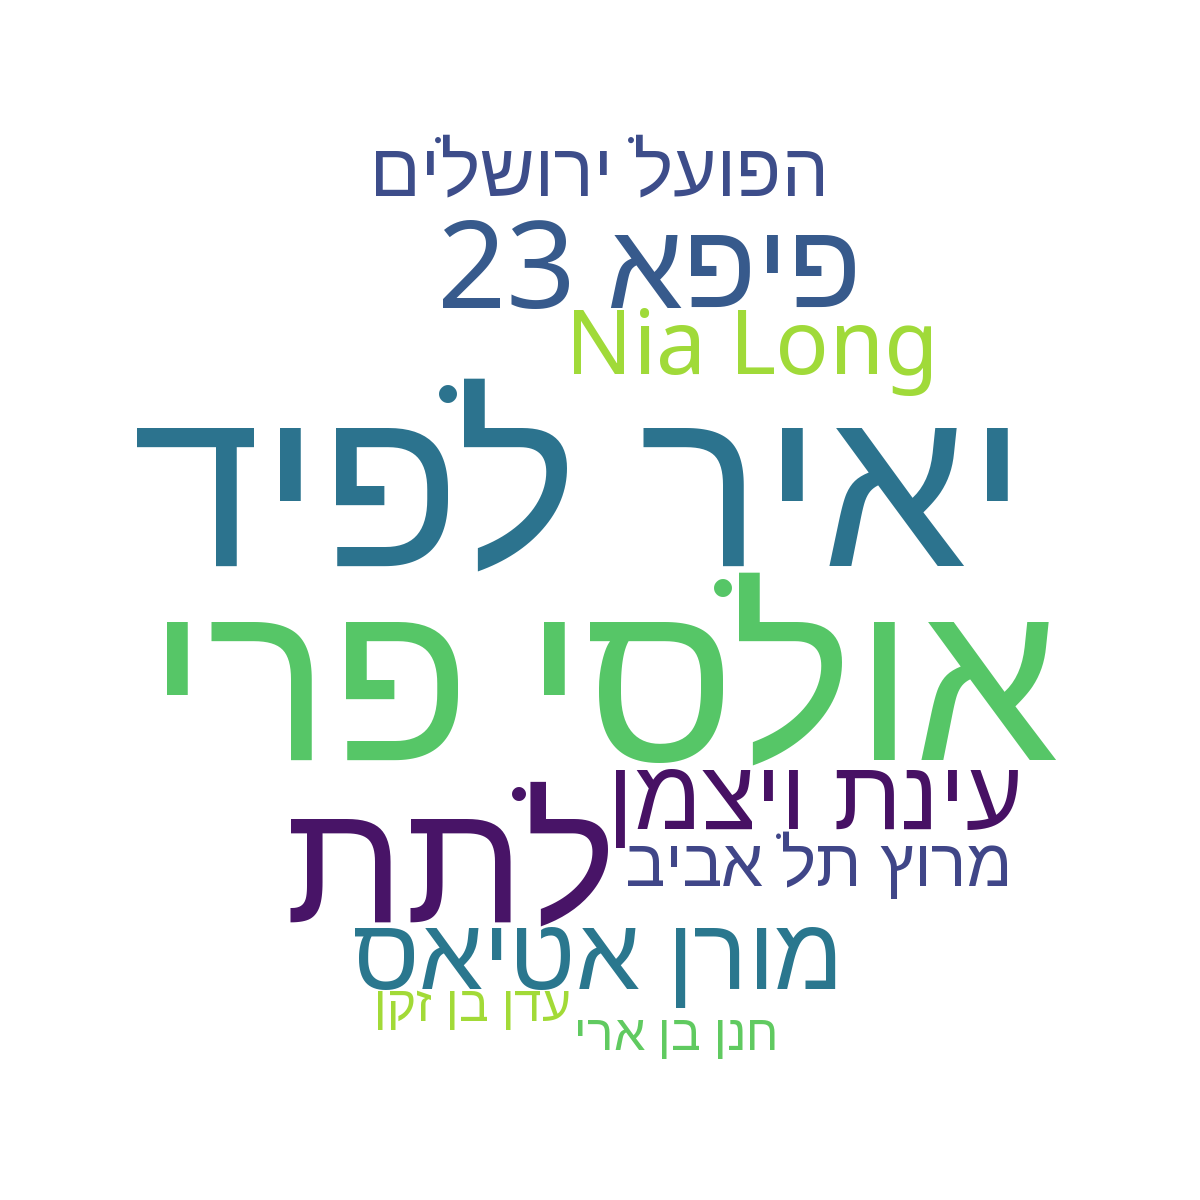 הפועל ירושלים
פיפא 23
Nia Long
יאיר לפיד
אולסי פרי
עינת ויצמן
לתת
מרוץ תל אביב
מורן אטיאס
עדן בן זקן
חנן בן ארי